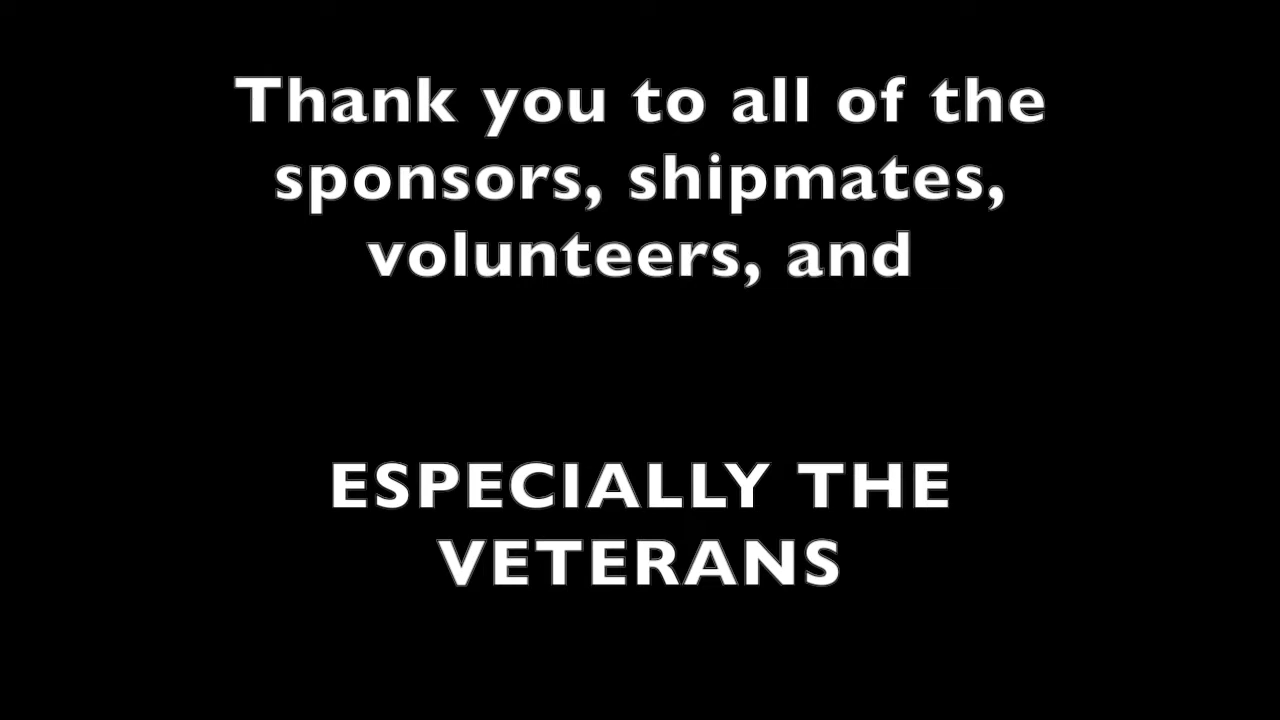 Thank you to all of the
sponsors, shipmates,
volunteers, and
ESPECIALLY THE
VETERANS